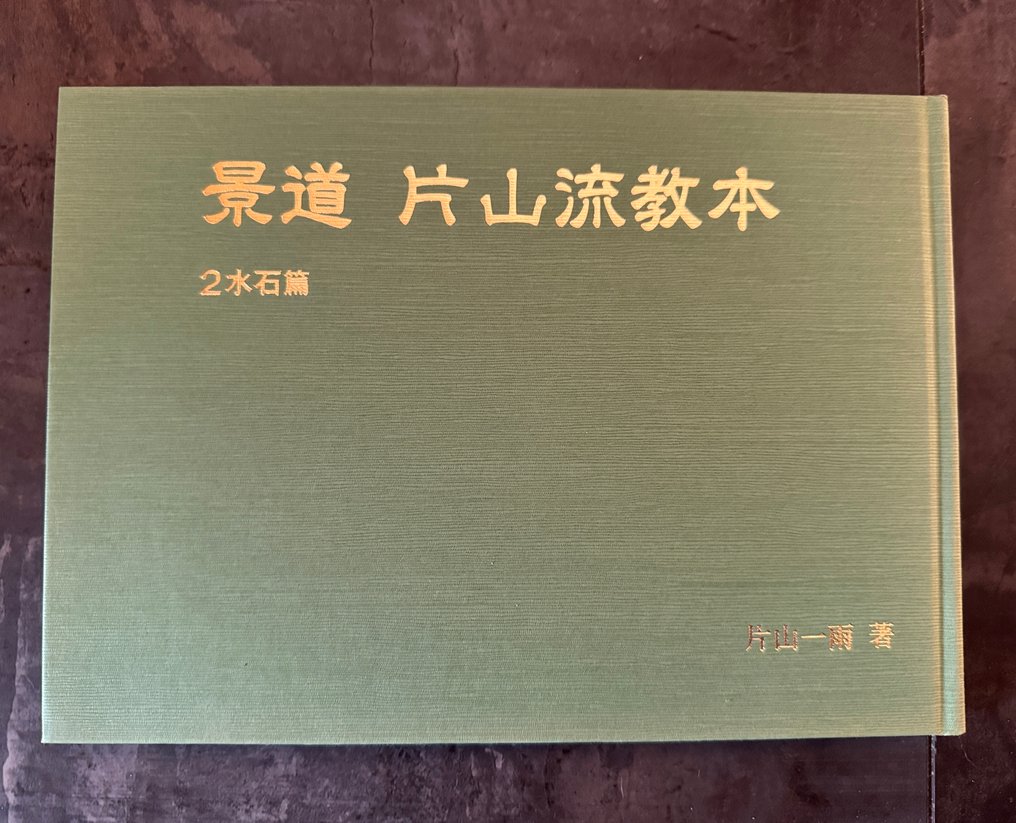 景道 片山流教本
2水石篇
片山一雨 著